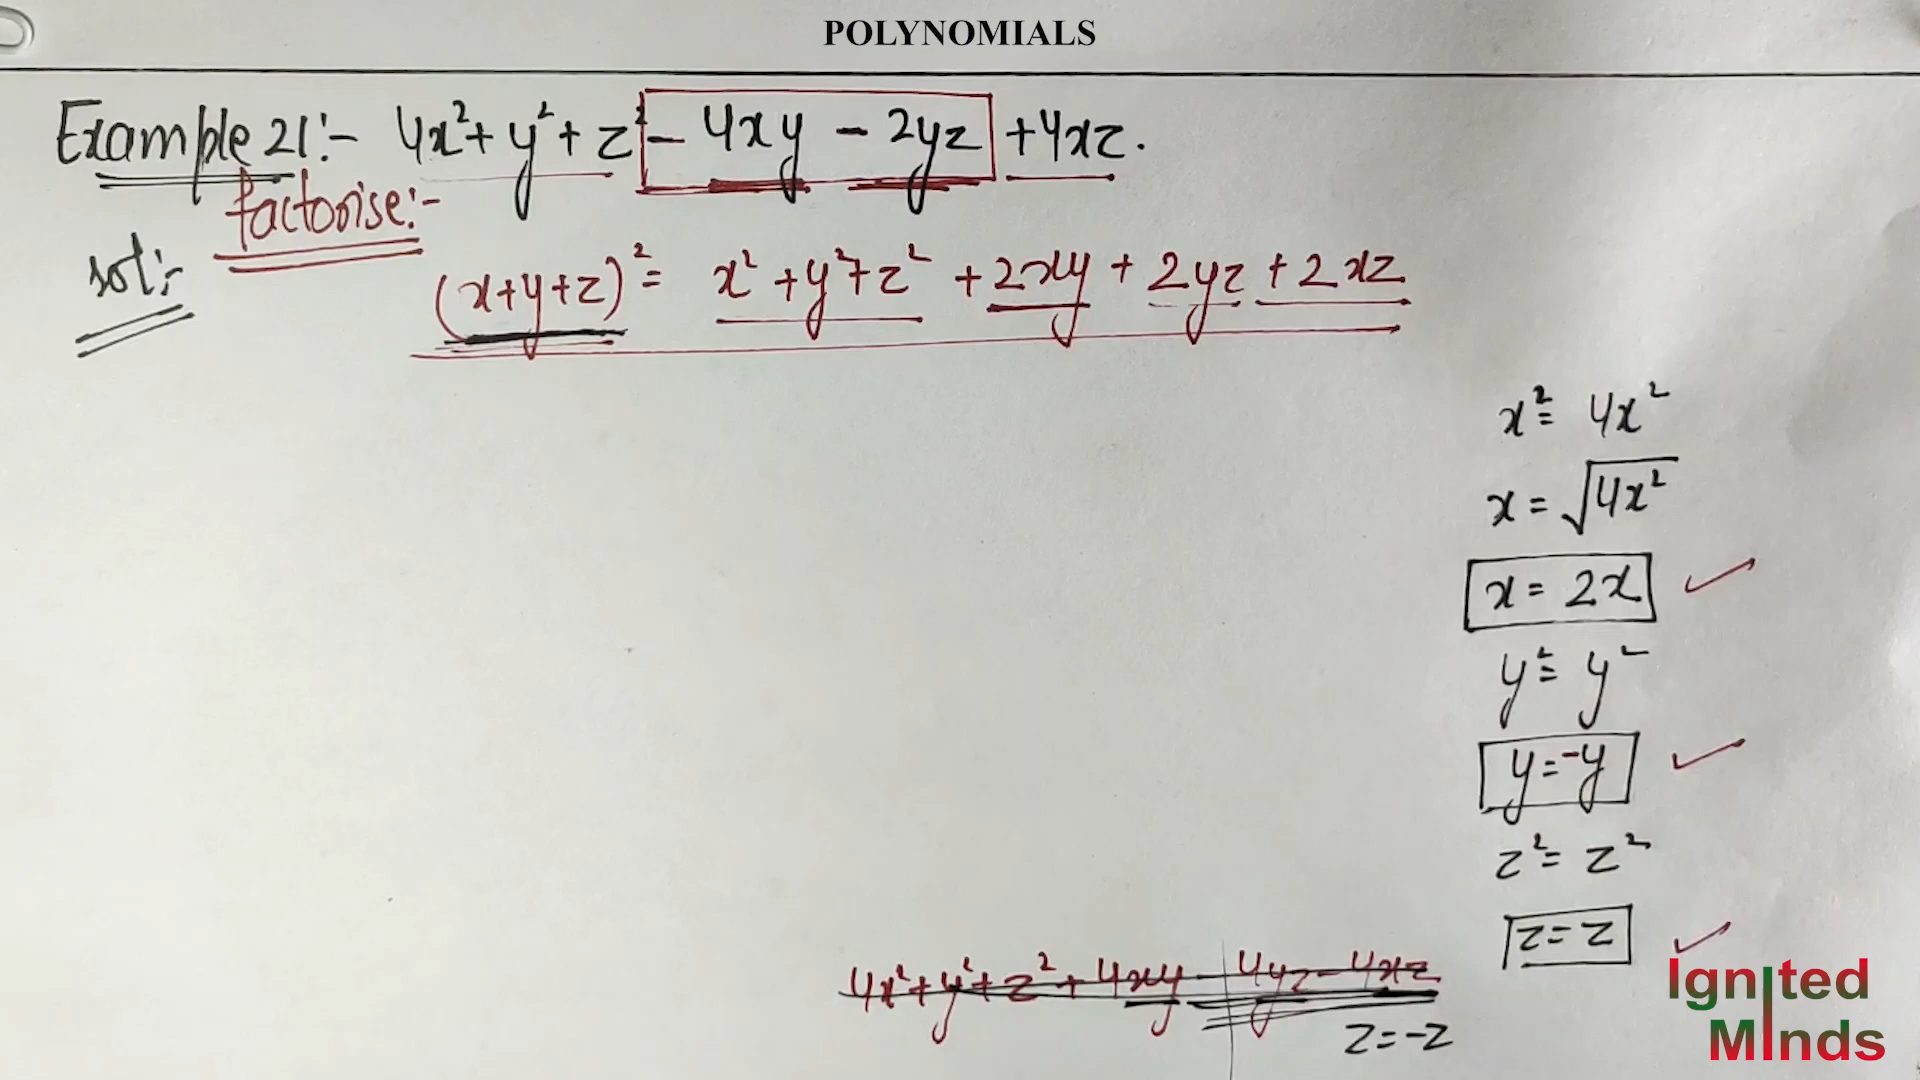 POLYNOMIALS
Example 21:- 4x²+ y²+ z²- 4xy - 2yz +4xz.
factorise:-
sol:-
(x+y+z)²= x²+y²+z² +2xy + 2yz +2xz
x²= 4x²
x = √4x²
x = 2x
y²= y²
y=-y
z²= z²
z=z
4x²+y²+z²+4xy-4yz-4xz
z=-z
Ignited
Minds